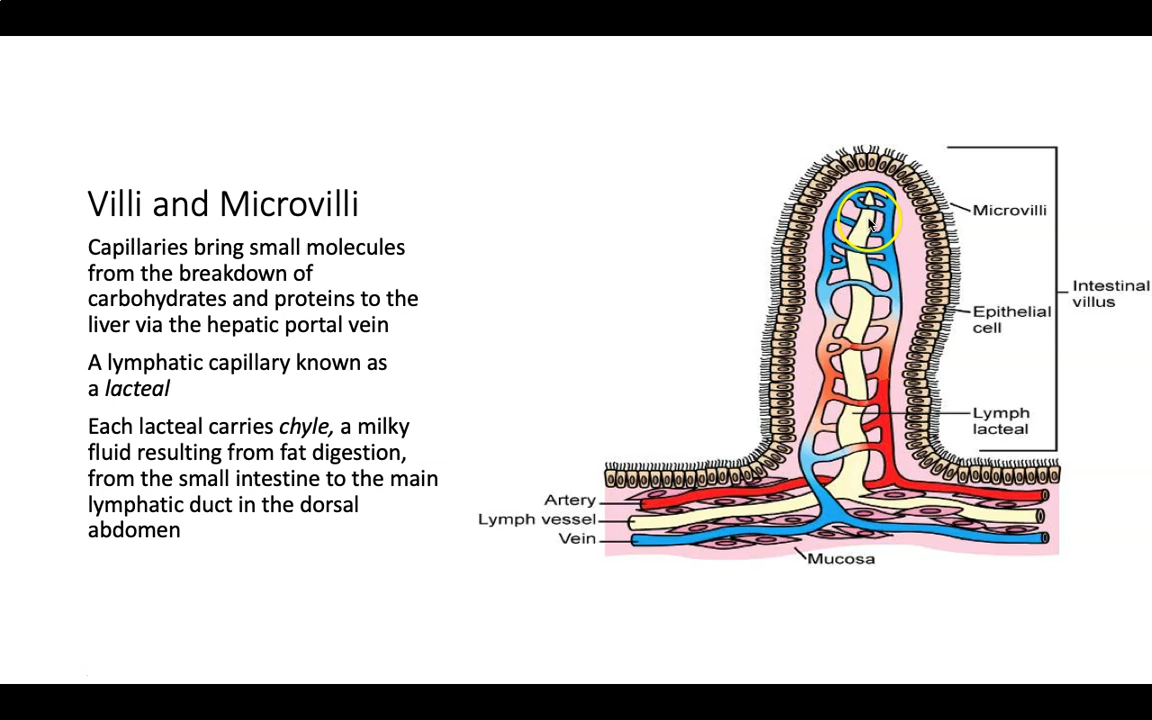 Villi and Microvilli
Capillaries bring small molecules
from the breakdown of
carbohydrates and proteins to the
liver via the hepatic portal vein
A lymphatic capillary known as
a lacteal
Each lacteal carries chyle, a milky
fluid resulting from fat digestion,
from the small intestine to the main
lymphatic duct in the dorsal
abdomen
Microvilli
Intestinal
villus
Epithelial
cell
Lymph
lacteal
Artery
Lymph vessel
Vein
Mucosa